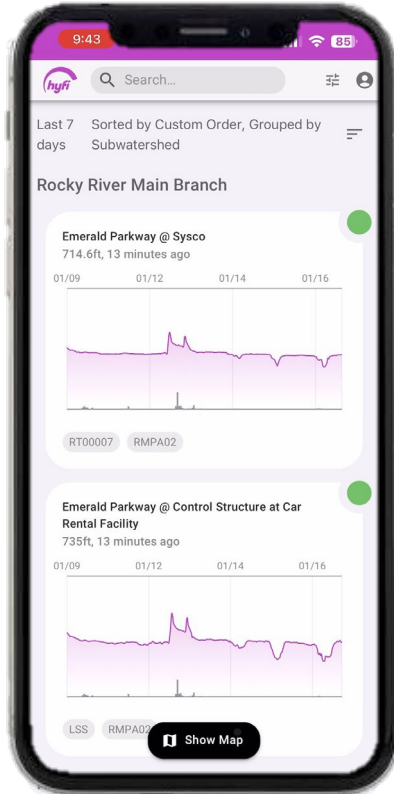 9:43
85
hyfi
Search...
Last 7 days
Sorted by Custom Order, Grouped by
Subwatershed
Rocky River Main Branch
Emerald Parkway @ Sysco
714.6ft, 13 minutes ago
01/09 01/12 01/14 01/16
RT00007 RMPA02
Emerald Parkway @ Control Structure at Car
Rental Facility
735ft, 13 minutes ago
01/09 01/12 01/14 01/16
LSS RMPA02
Show Map